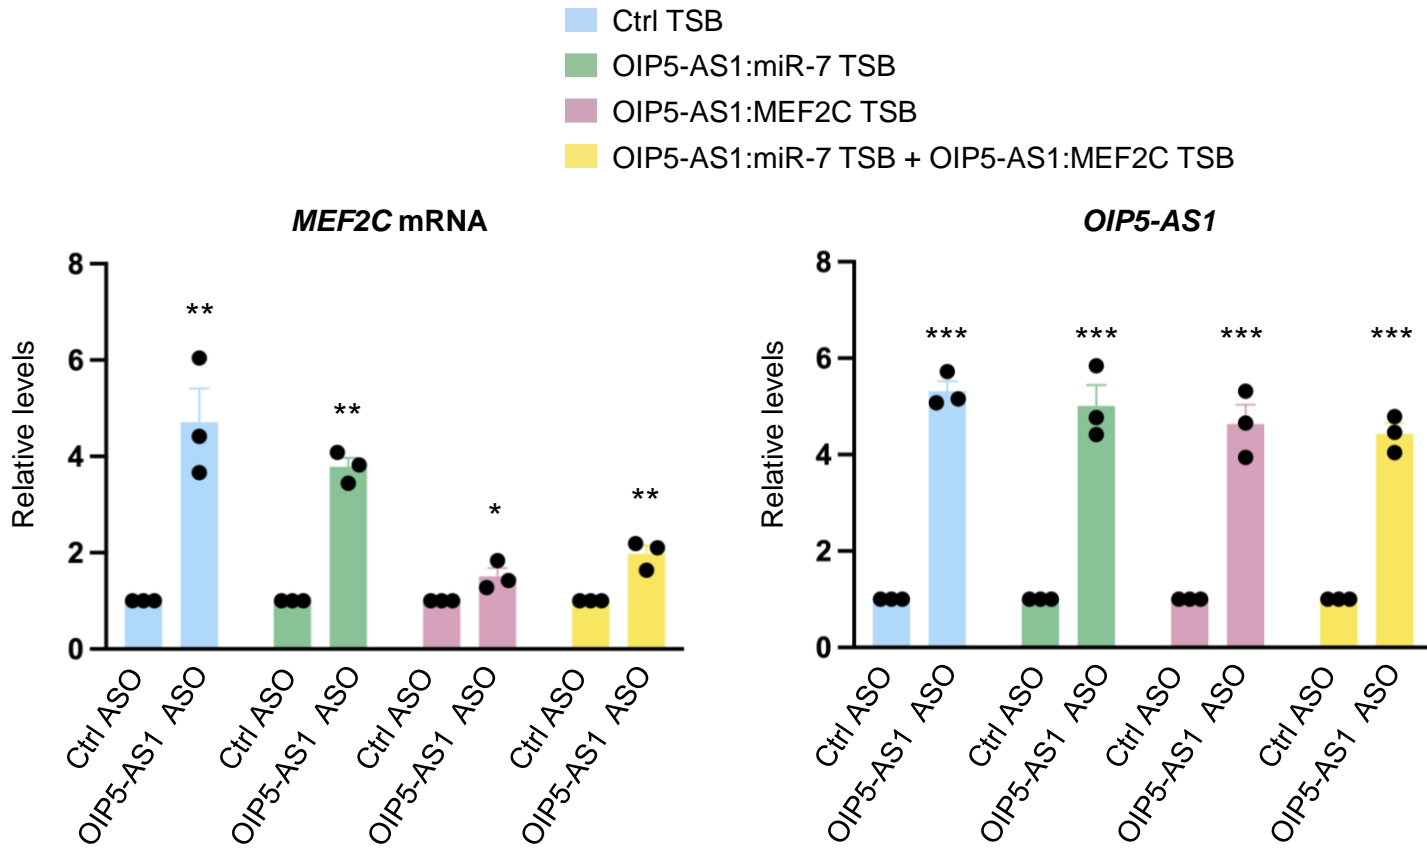 Ctrl TSB
OIP5-AS1:miR-7 TSB
OIP5-AS1:MEF2C TSB
OIP5-AS1:miR-7 TSB + OIP5-AS1:MEF2C TSB
MEF2C mRNA
Relative levels
8
6
4
2
0
**
**
*
**
Ctrl ASO
OIP5-AS1 ASO
Ctrl ASO
OIP5-AS1 ASO
Ctrl ASO
OIP5-AS1 ASO
Ctrl ASO
OIP5-AS1 ASO
OIP5-AS1
Relative levels
8
6
4
2
0
***
***
***
***
Ctrl ASO
OIP5-AS1 ASO
Ctrl ASO
OIP5-AS1 ASO
Ctrl ASO
OIP5-AS1 ASO
Ctrl ASO
OIP5-AS1 ASO